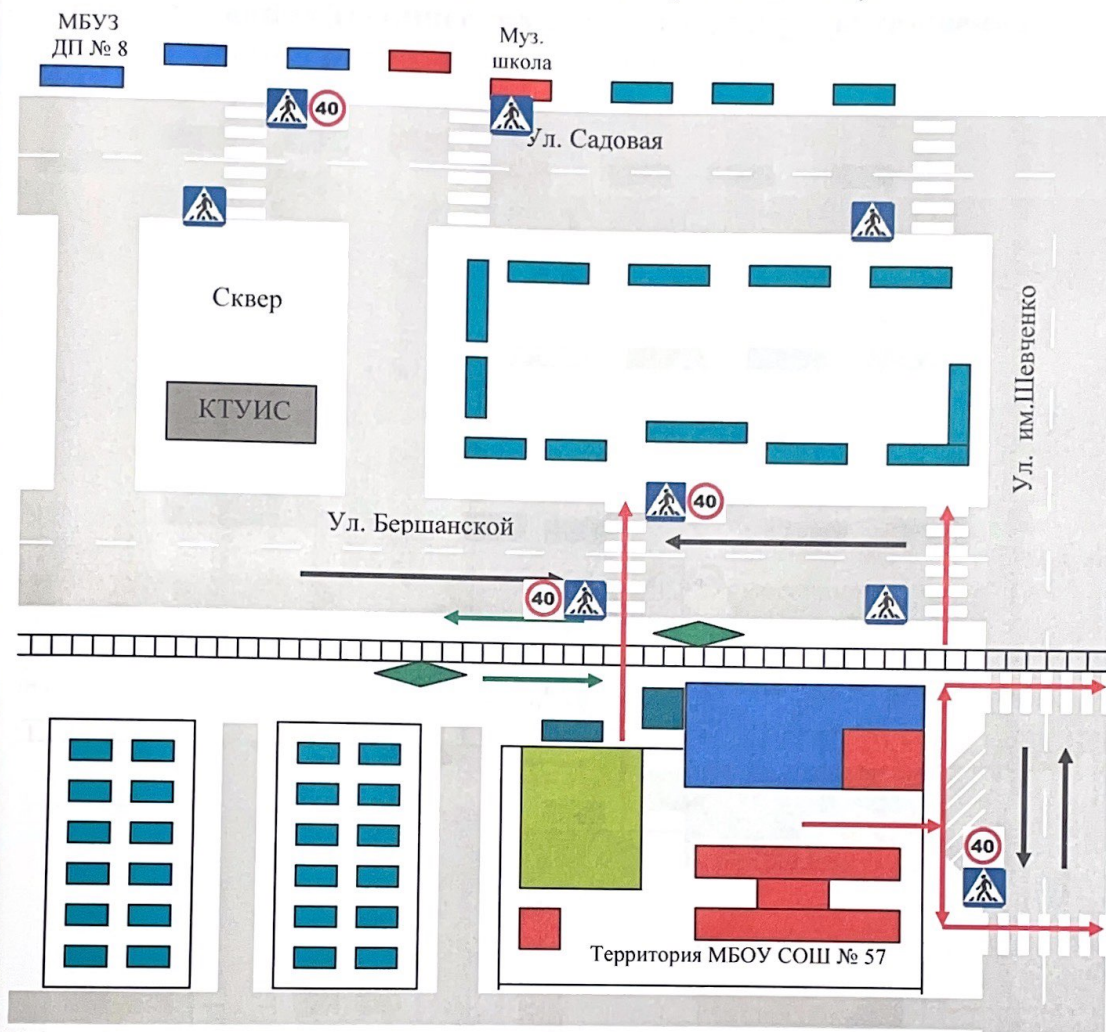 МБУЗ
ДП № 8
Муз.
школа
40
Ул. Садовая
Сквер
КТУИС
Ул. им.Шевченко
40
Ул. Бершанской
40
40
Территория МБОУ СОШ № 57